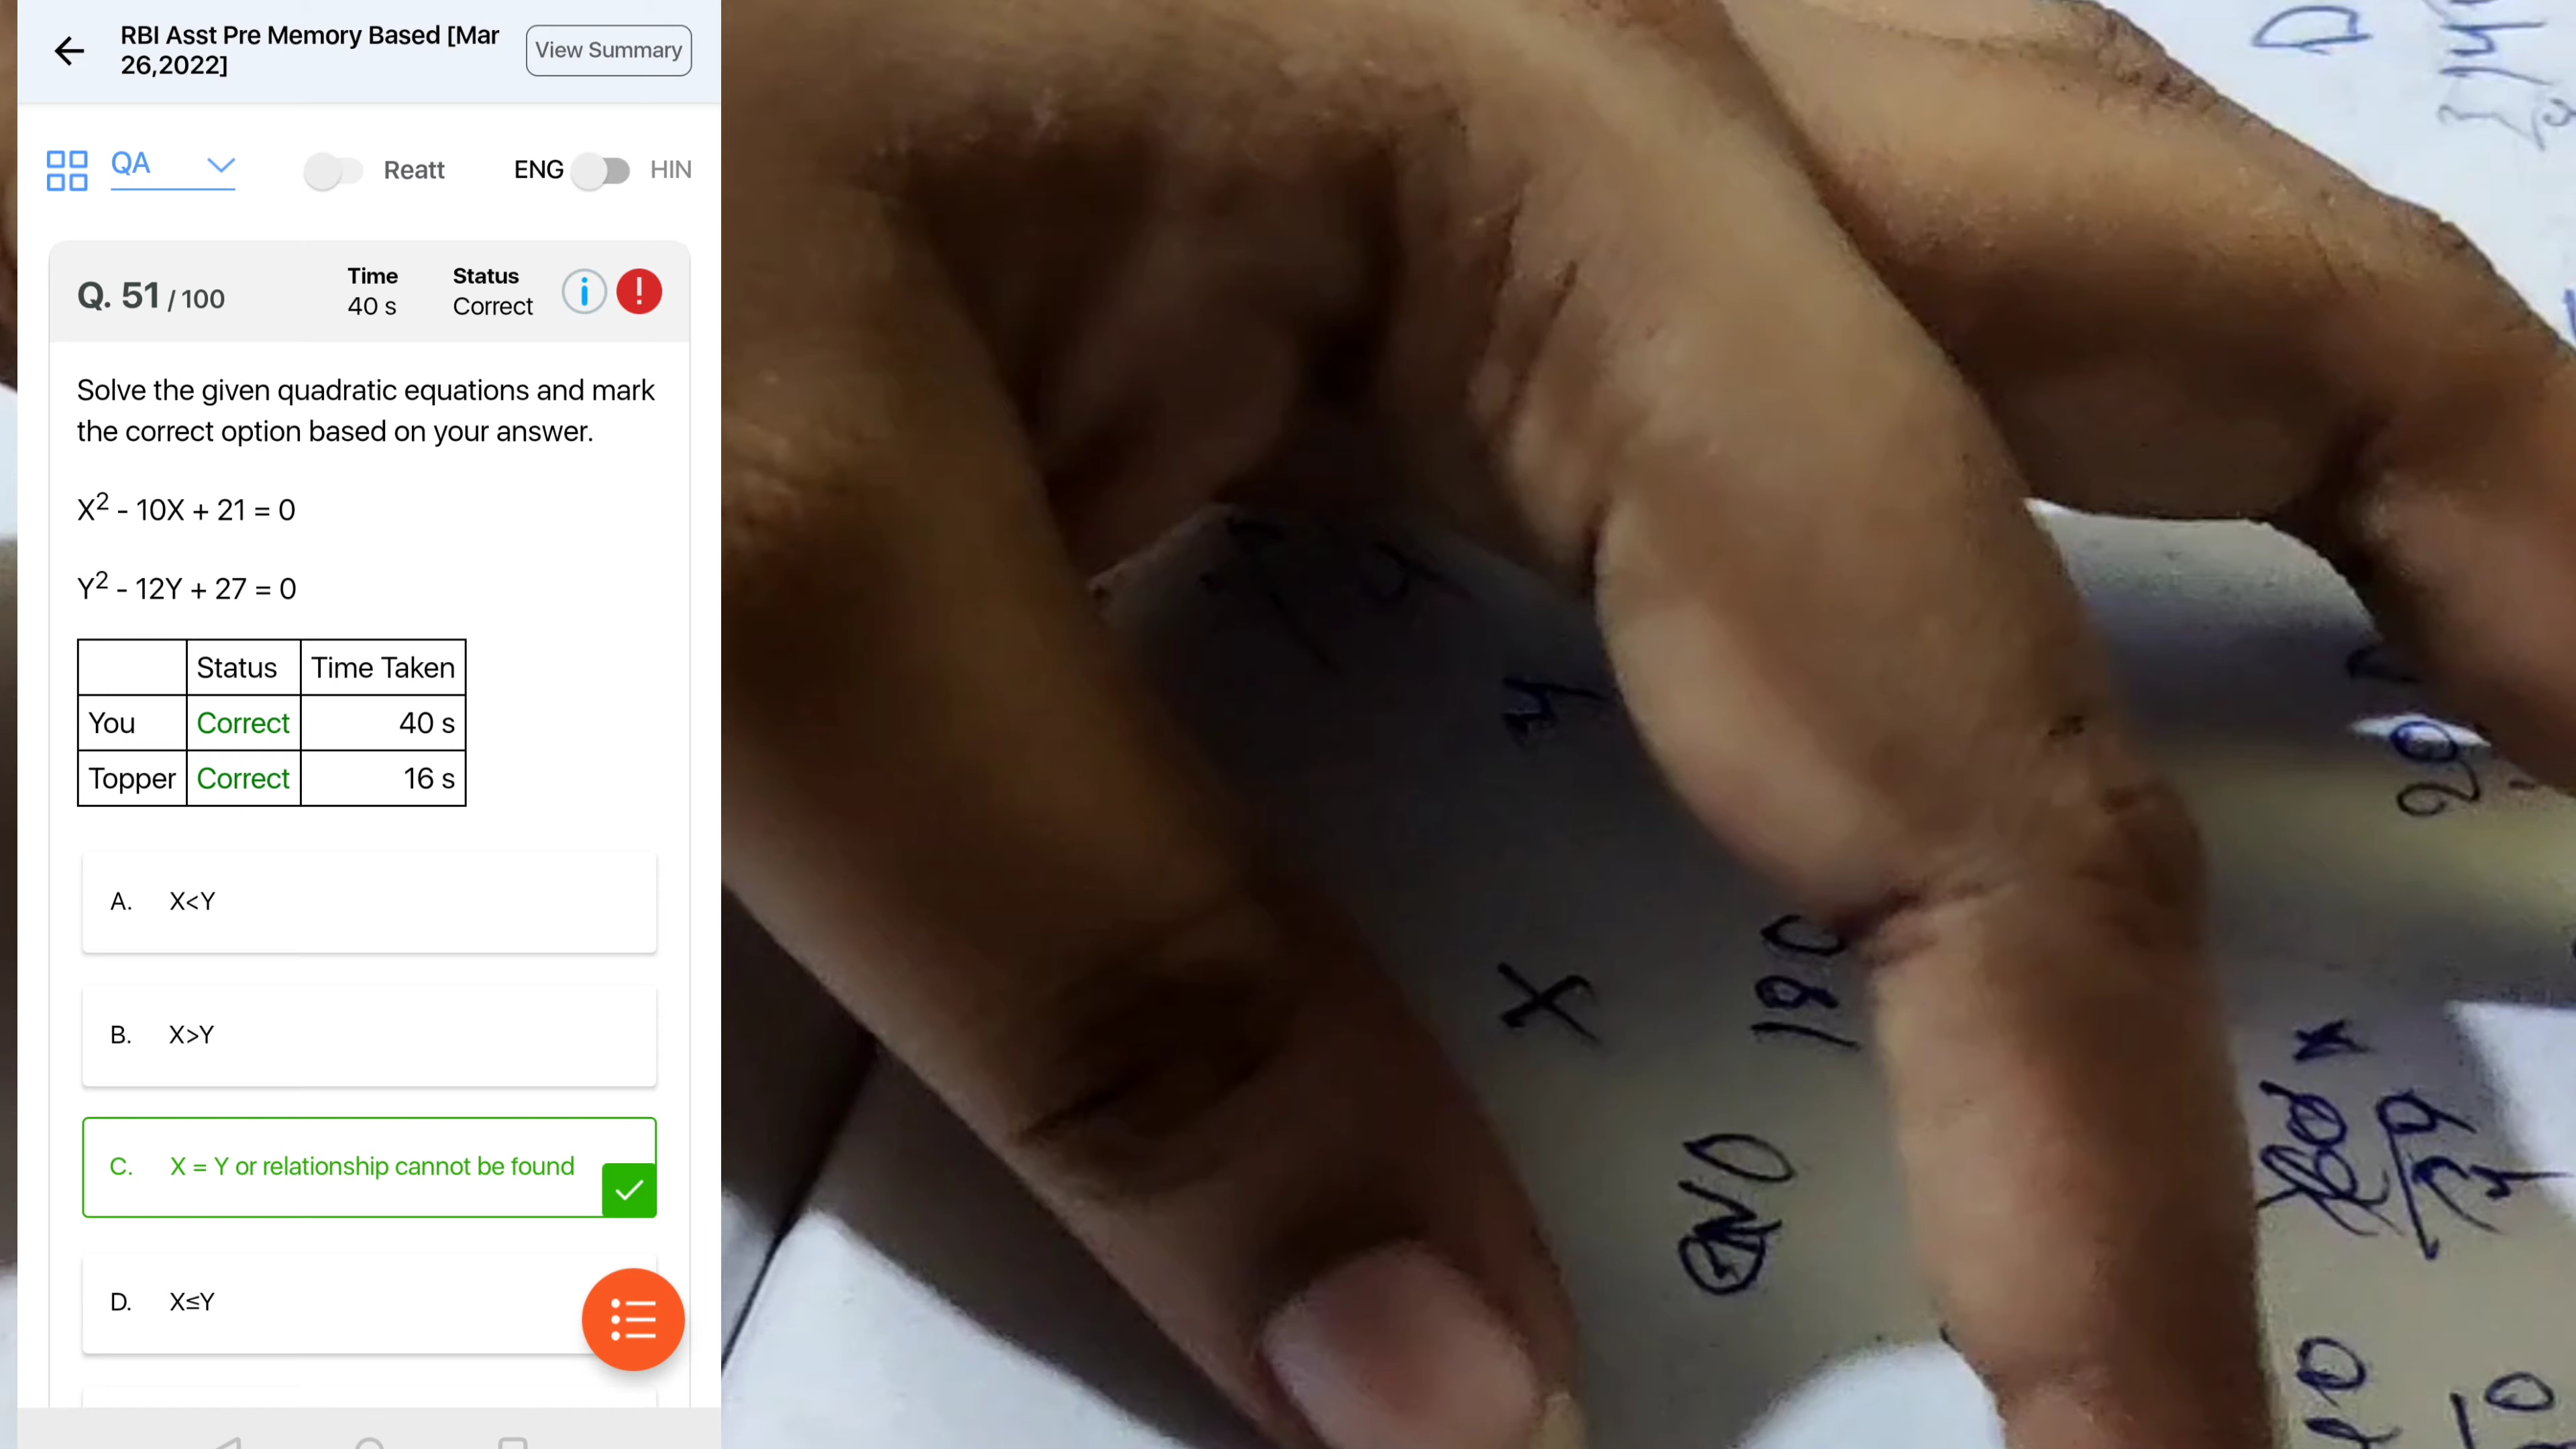 RBI Asst Pre Memory Based [Mar
26,2022]
View Summary
QA
Reatt
ENG
HIN
Q. 51 / 100
Time
40 s
Status
Correct
Solve the given quadratic equations and mark
the correct option based on your answer.
X² - 10X + 21 = 0
Y² - 12Y + 27 = 0
Status Time Taken
You Correct 40 s
Topper Correct 16 s
A. X<Y
B. X>Y
C. X = Y or relationship cannot be found
D. X≤Y
X
190
29